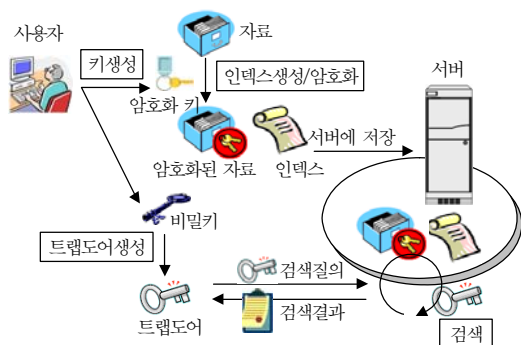 사용자
자료
키생성
인덱스생성/암호화
서버
암호화 키
서버에 저장
암호화된 자료
인덱스
비밀키
트랩도어생성
검색질의
트랩도어
검색결과
검색